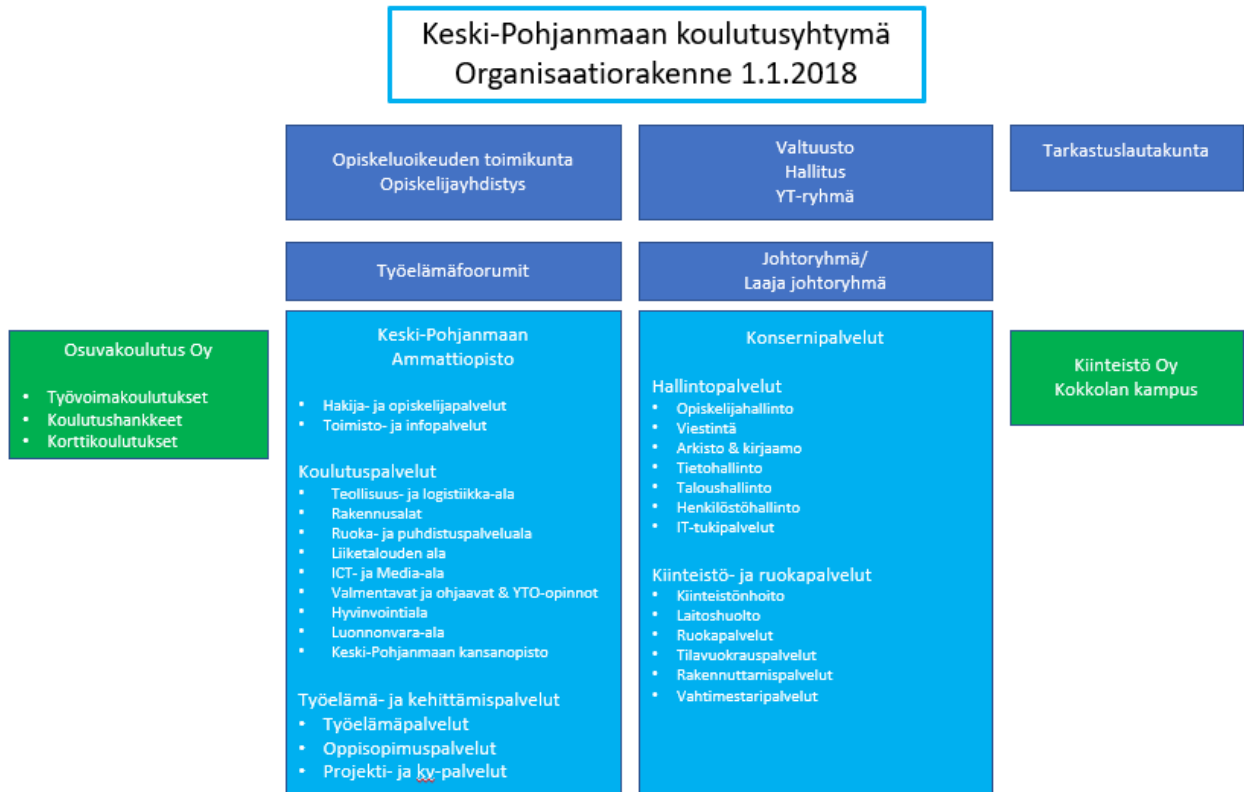 Keski-Pohjanmaan koulutusyhtymä
Organisaatiorakenne 1.1.2018
Opiskeluoikeuden toimikunta
Opiskelijayhdistys
Valtuusto
Hallitus
YT-ryhmä
Tarkastuslautakunta
Työelämäfoorumit
Johtoryhmä/
Laaja johtoryhmä
Osuvakoulutus Oy
• Työvoimakoulutukset
• Koulutushankkeet
• Korttikoulutukset
Keski-Pohjanmaan
Ammattiopisto
• Hakija- ja opiskelijapalvelut
• Toimisto- ja infopalvelut
Koulutuspalvelut
• Teollisuus- ja logistiikka-ala
• Rakennusalat
• Ruoka- ja puhdistuspalveluala
• Liiketalouden ala
• ICT- ja Media-ala
• Valmentavat ja ohjaavat & YTO-opinnot
• Hyvinvointiala
• Luonnonvara-ala
• Keski-Pohjanmaan kansanopisto
Työelämä- ja kehittämispalvelut
• Työelämäpalvelut
• Oppisopimuspalvelut
• Projekti- ja kv-palvelut
Konsernipalvelut
Hallintopalvelut
• Opiskelijahallinto
• Viestintä
• Arkisto & kirjaamo
• Tietohallinto
• Taloushallinto
• Henkilöstöhallinto
• IT-tukipalvelut
Kiinteistö- ja ruokapalvelut
• Kiinteistönhoito
• Laitoshuolto
• Ruokapalvelut
• Tilavuokrauspalvelut
• Rakennuttamispalvelut
• Vahtimestaripalvelut
Kiinteistö Oy
Kokkolan kampus